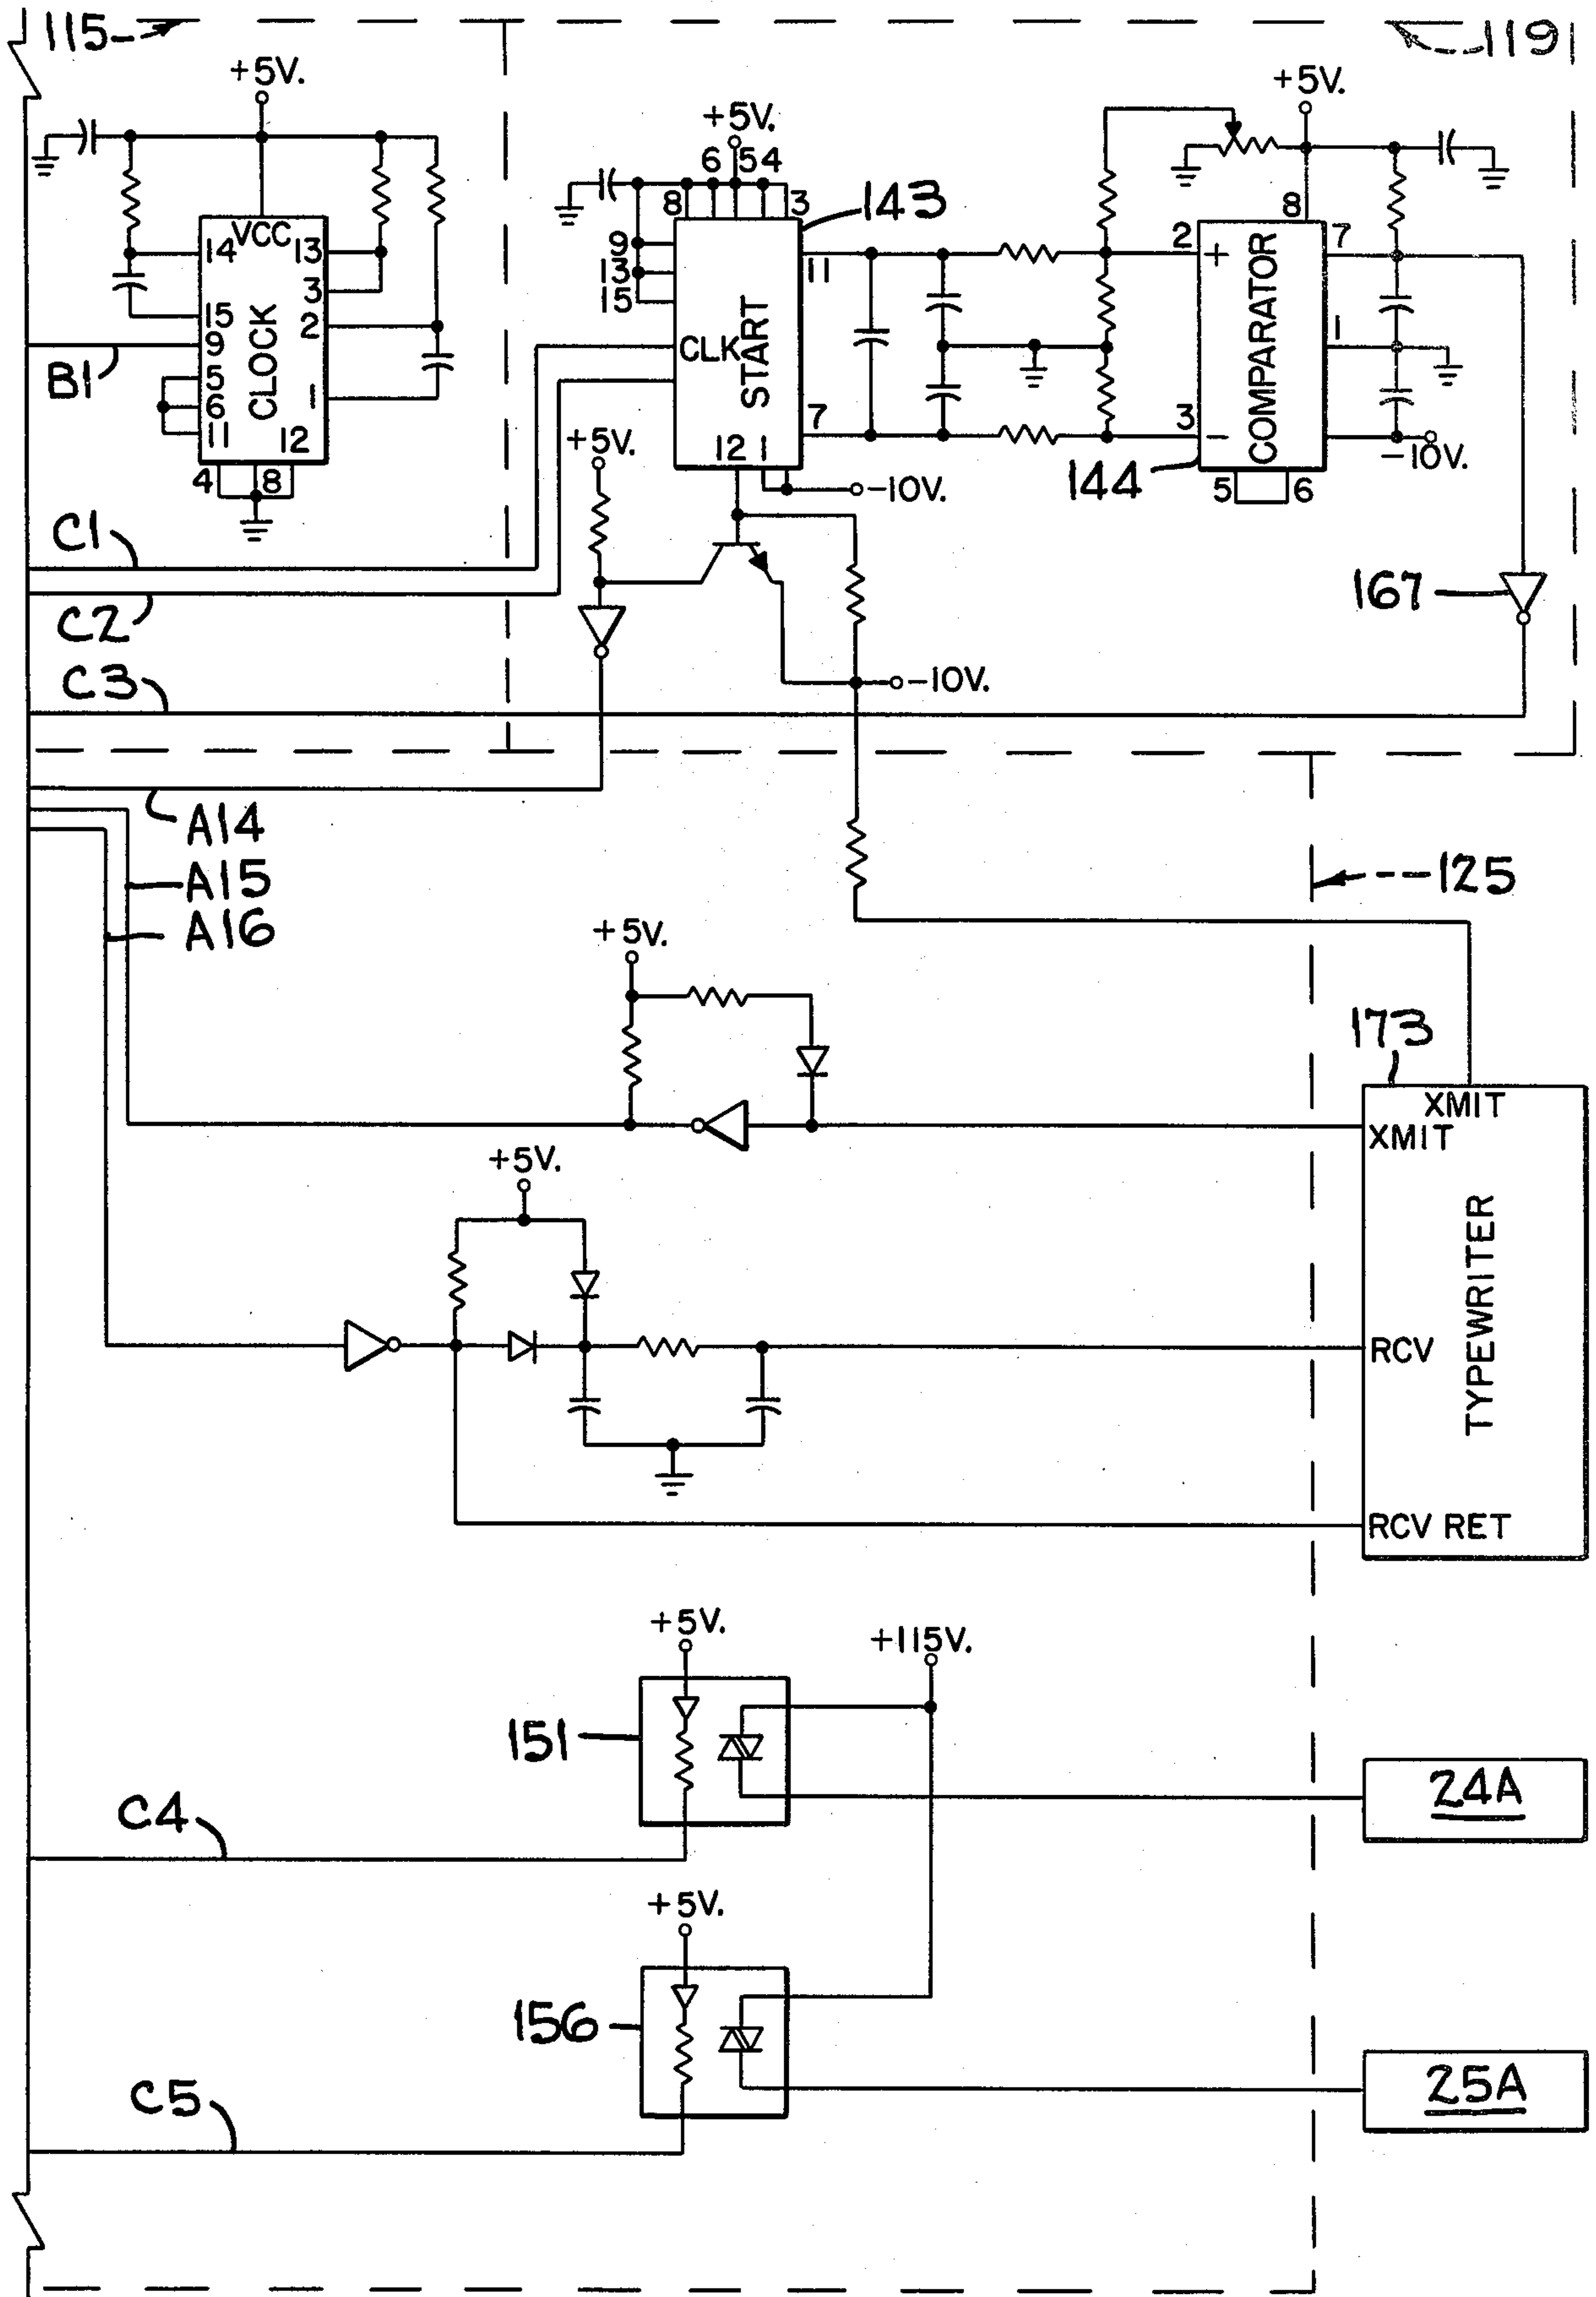 115
119
+5V.
+5V.
+5V.
6 5 4
8 3
143
8
VCC
14 13
3
15 2
9
5
6 1
11 12
CLOCK
4 8
B1
9
13
15
11
CLK
START
7
12 1
-10V.
2 + 7
COMPARATOR
1
3 -
144
5 6
-10V.
+5V.
C1
C2
167
C3
-10V.
A14
A15
A16
125
+5V.
173
XMIT
XMIT
+5V.
TYPEWRITER
RCV
RCV RET
+5V.
+115V.
151
24A
C4
+5V.
156
25A
C5